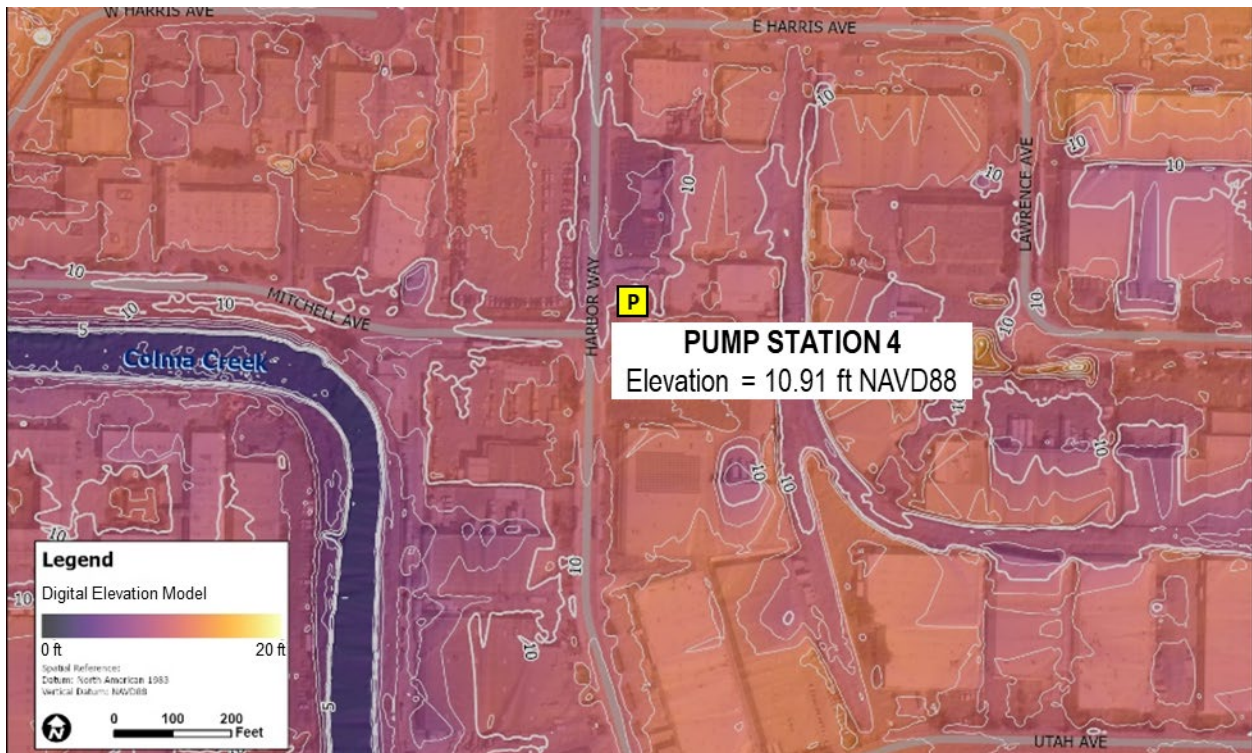 W HARRIS AVE
E HARRIS AVE
10
10
10
10
LAWRENCE AVE
HARBOR WAY
10
10
MITCHELL AVE
10
10
10
5
Colma Creek
P
PUMP STATION 4
Elevation = 10.91 ft NAVD88
10
10
10
10
10
10
10
10
10
5
Legend
Digital Elevation Model
0 ft
20 ft
Spatial Reference:
Datum: North American 1983
Vertical Datum: NAVD88
N
0
100
200
Feet
UTAH AVE